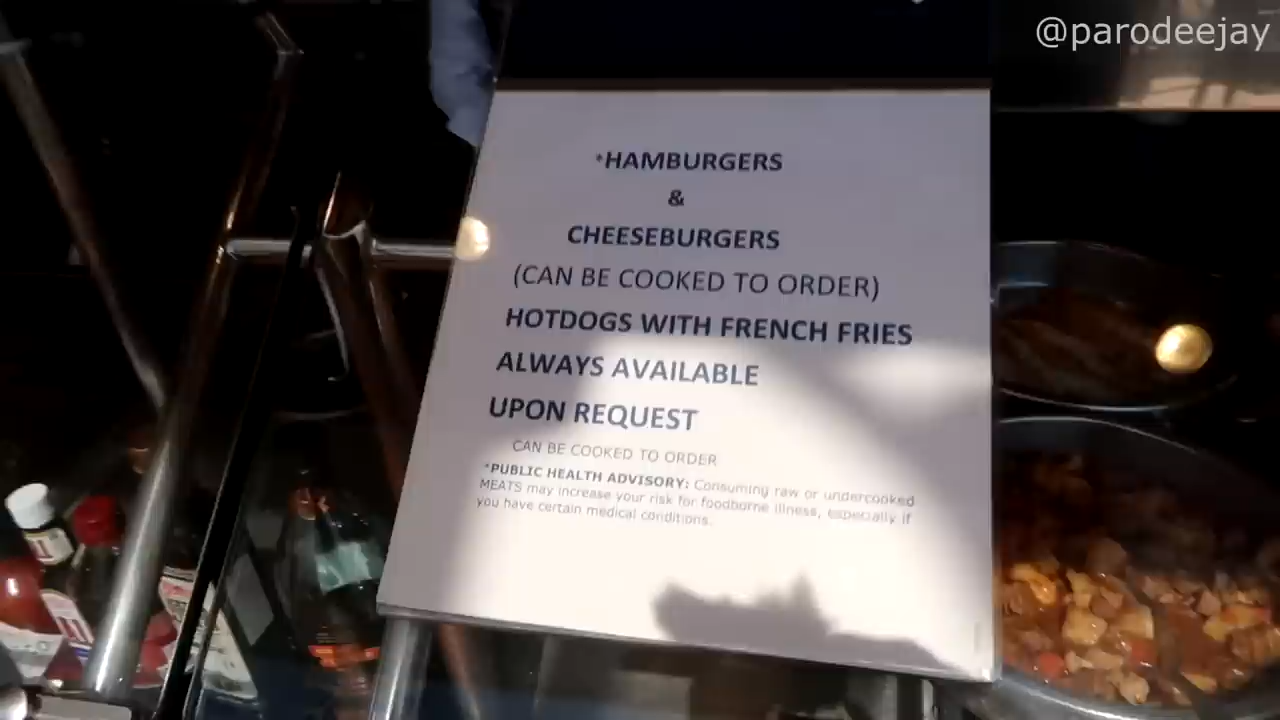 @parodeejay
*HAMBURGERS
&
CHEESEBURGERS
(CAN BE COOKED TO ORDER)
HOTDOGS WITH FRENCH FRIES
ALWAYS AVAILABLE
UPON REQUEST
CAN BE COOKED TO ORDER
*PUBLIC HEALTH ADVISORY: Consuming raw or undercooked
MEATS may increase your risk for foodborne illness, especially if
you have certain medical conditions.